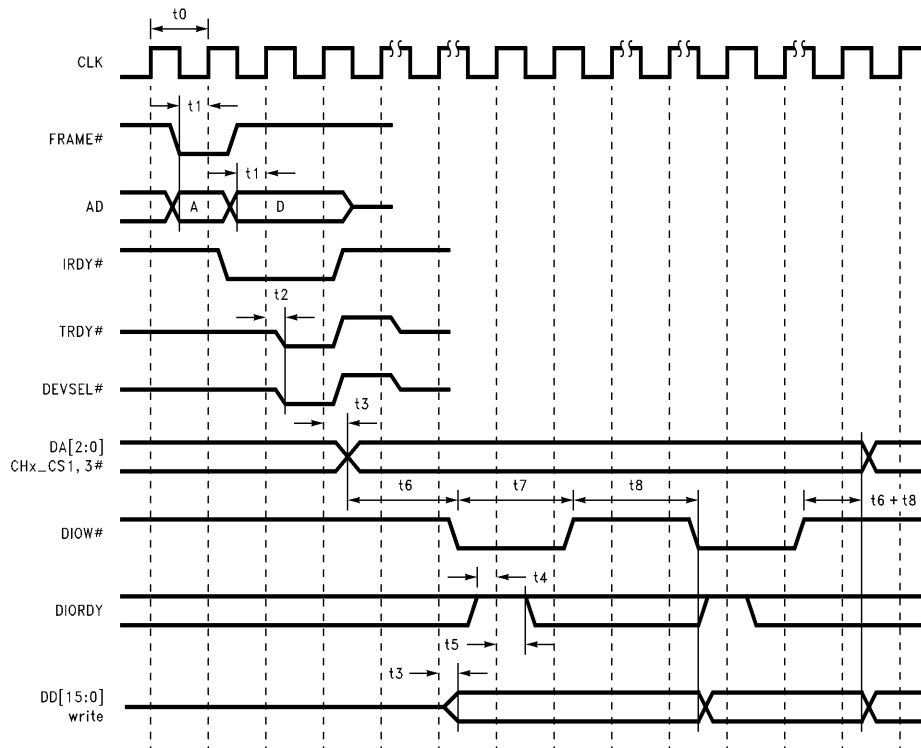 t0
CLK
t1
FRAME#
t1
AD
A
D
IRDY#
t2
TRDY#
DEVSEL#
t3
DA[2:0]
CHx_CS1,3#
t6
t7
t8
t6 + t8
DIOW#
t4
DIORDY
t5
t3
DD[15:0]
write